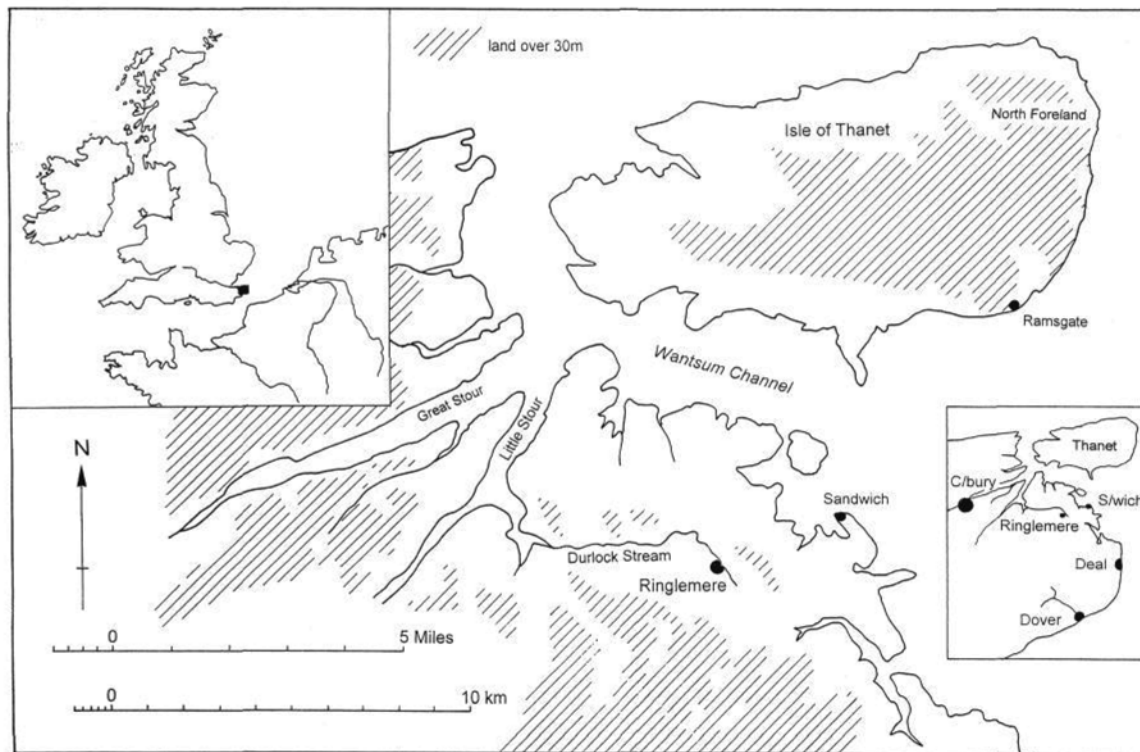 land over 30m
Isle of Thanet
North Foreland
Ramsgate
Wantsum Channel
Great Stour
Little Stour
N
Sandwich
Durlock Stream
Ringlemere
0
5 Miles
0
10 km
Thanet
C/bury
S/wich
Ringlemere
Deal
Dover